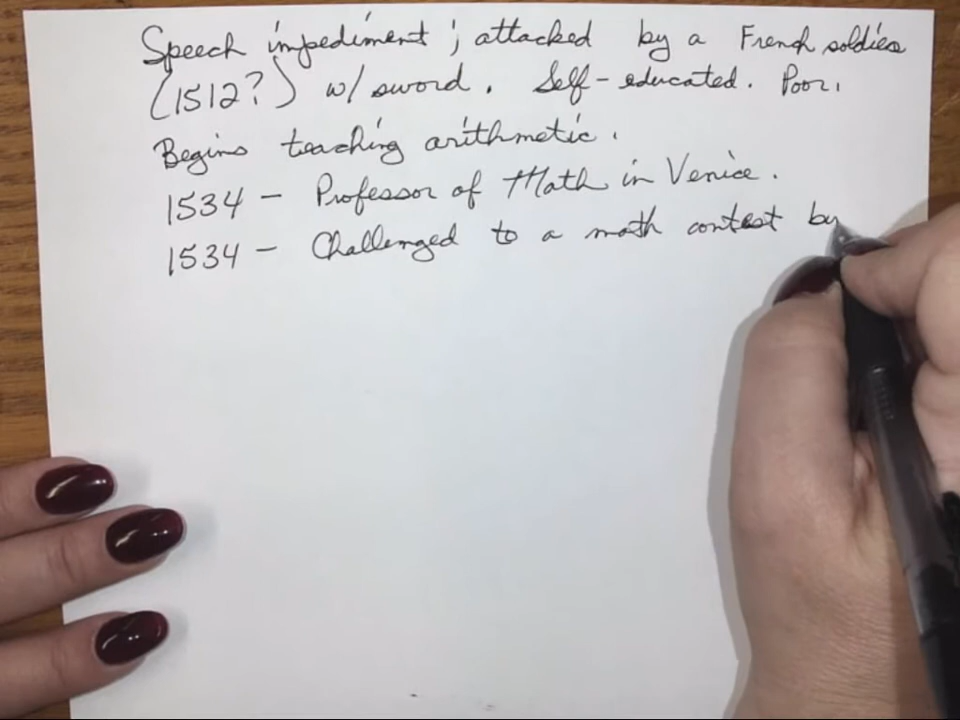 Speech impediment; attacked by a French soldier
(1512?) w/ sword. Self-educated. Poor.
Begins teaching arithmetic.
1534 - Professor of Math in Venice.
1534 - Challenged to a math contest by